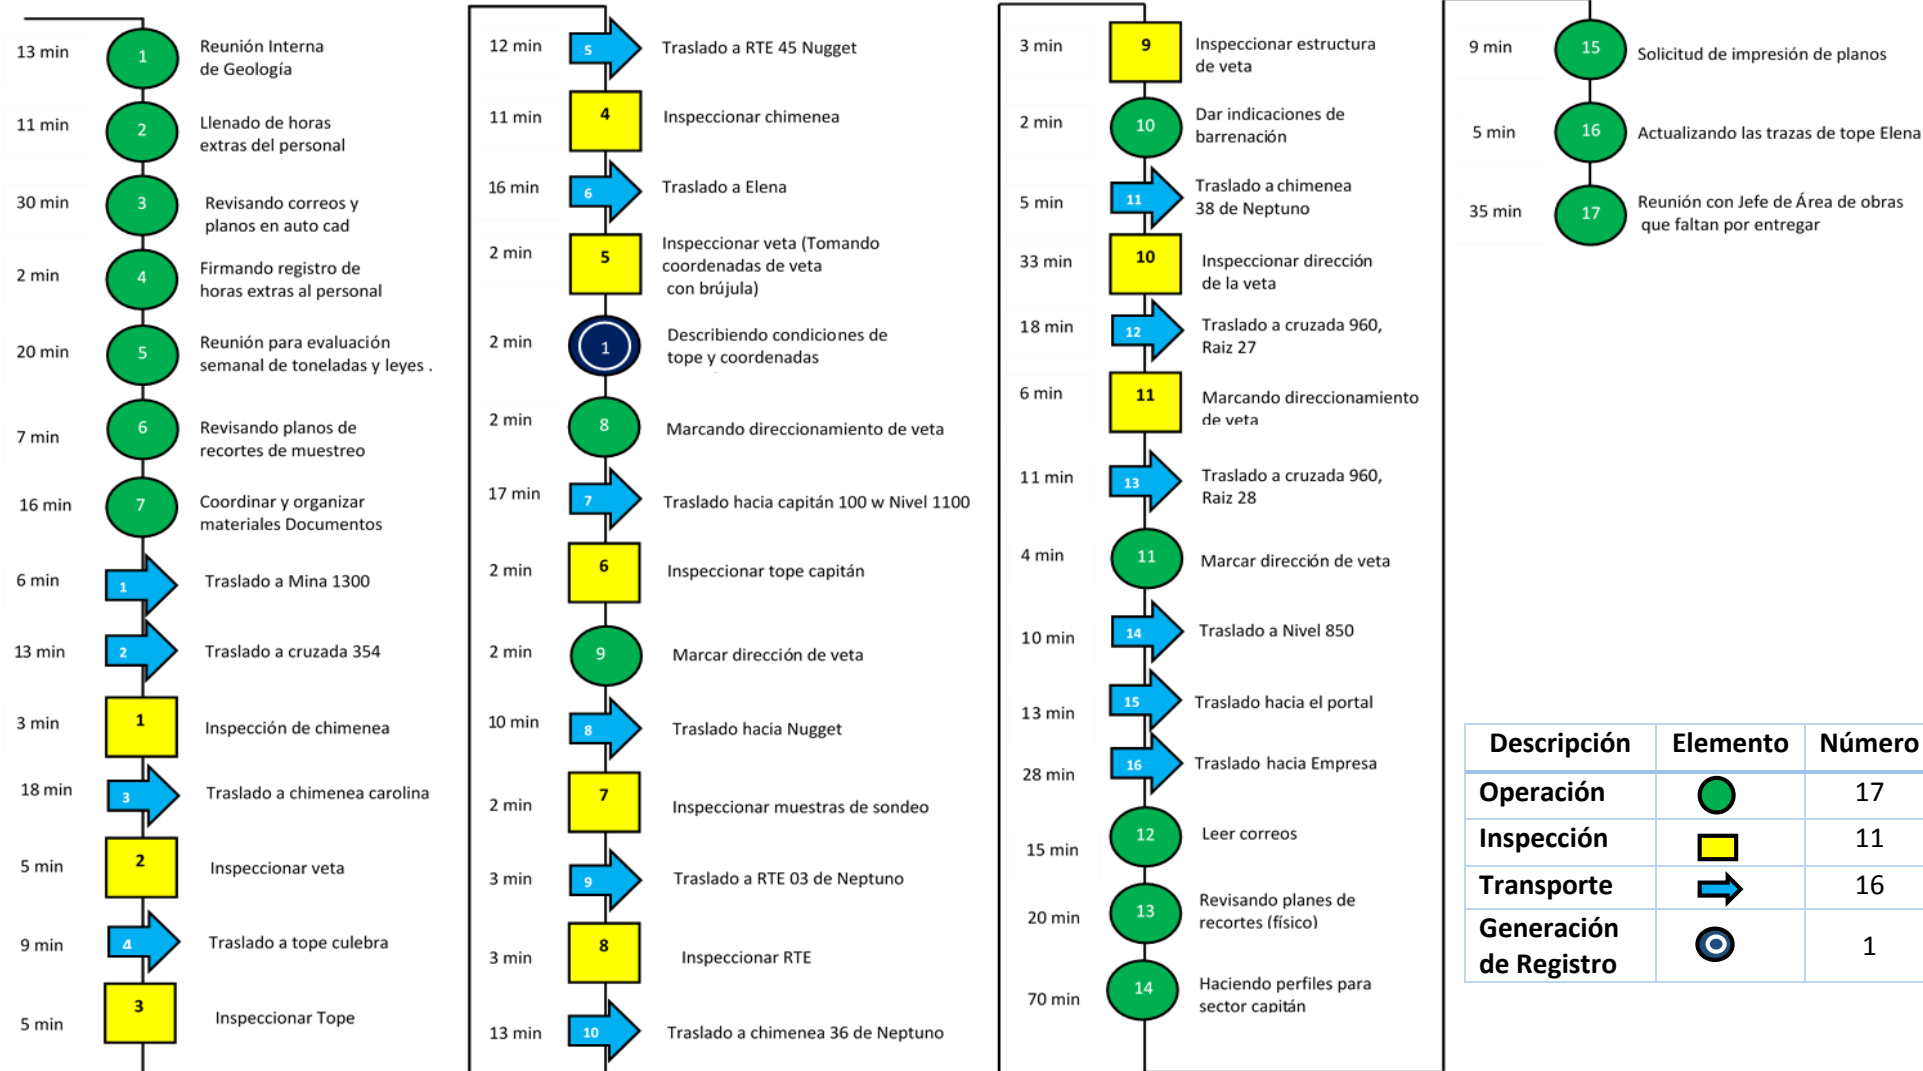 13 min 1 Reunión Interna
de Geología
11 min 2 Llenado de horas
extras del personal
30 min 3 Revisando correos y
planos en auto cad
2 min 4 Firmando registro de
horas extras al personal
20 min 5 Reunión para evaluación
semanal de toneladas y leyes .
7 min 6 Revisando planos de
recortes de muestreo
16 min 7 Coordinar y organizar
materiales Documentos
6 min 1 Traslado a Mina 1300
13 min 2 Traslado a cruzada 354
3 min 1 Inspección de chimenea
18 min 3 Traslado a chimenea carolina
5 min 2 Inspeccionar veta
9 min 4 Traslado a tope culebra
5 min 3 Inspeccionar Tope
12 min 5 Traslado a RTE 45 Nugget
11 min 4 Inspeccionar chimenea
16 min 6 Traslado a Elena
2 min 5 Inspeccionar veta (Tomando
coordenadas de veta
con brújula)
2 min 1 Describiendo condiciones de
tope y coordenadas
2 min 8 Marcando direccionamiento de veta
17 min 7 Traslado hacia capitán 100 w Nivel 1100
2 min 6 Inspeccionar tope capitán
2 min 9 Marcar dirección de veta
10 min 8 Traslado hacia Nugget
2 min 7 Inspeccionar muestras de sondeo
3 min 9 Traslado a RTE 03 de Neptuno
3 min 8 Inspeccionar RTE
13 min 10 Traslado a chimenea 36 de Neptuno
3 min 9 Inspeccionar estructura
de veta
2 min 10 Dar indicaciones de
barrenación
5 min 11 Traslado a chimenea
38 de Neptuno
33 min 10 Inspeccionar dirección
de la veta
18 min 12 Traslado a cruzada 960,
Raiz 27
6 min 11 Marcando direccionamiento
de veta
11 min 13 Traslado a cruzada 960,
Raiz 28
4 min 11 Marcar dirección de veta
10 min 14 Traslado a Nivel 850
13 min 15 Traslado hacia el portal
28 min 16 Traslado hacia Empresa
15 min 12 Leer correos
20 min 13 Revisando planes de
recortes (físico)
70 min 14 Haciendo perfiles para
sector capitán
9 min 15 Solicitud de impresión de planos
5 min 16 Actualizando las trazas de tope Elena
35 min 17 Reunión con Jefe de Área de obras
que faltan por entregar
Descripción Elemento Número
Operación 17
Inspección 11
Transporte 16
Generación
de Registro 1